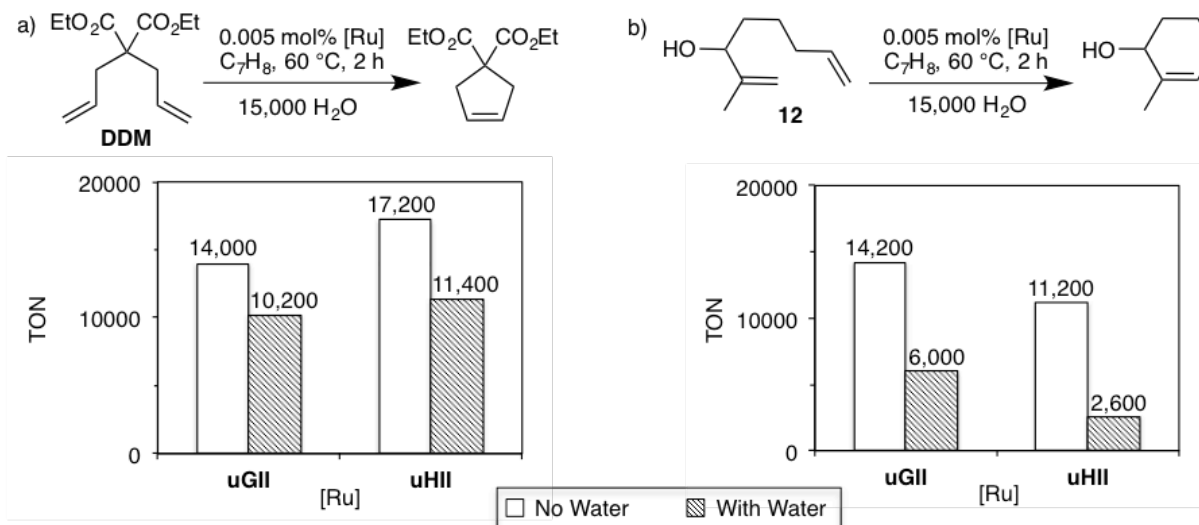 a)
EtO₂C CO₂Et
DDM
0.005 mol% [Ru]
C₇H₈, 60 °C, 2 h
15,000 H₂O
EtO₂C CO₂Et
b)
HO
12
0.005 mol% [Ru]
C₇H₈, 60 °C, 2 h
15,000 H₂O
HO
TON
20000
10000
0
14,000
10,200
17,200
11,400
uGII
uHII
[Ru]
TON
20000
10000
0
14,200
6,000
11,200
2,600
uGII
uHII
[Ru]
No Water
With Water